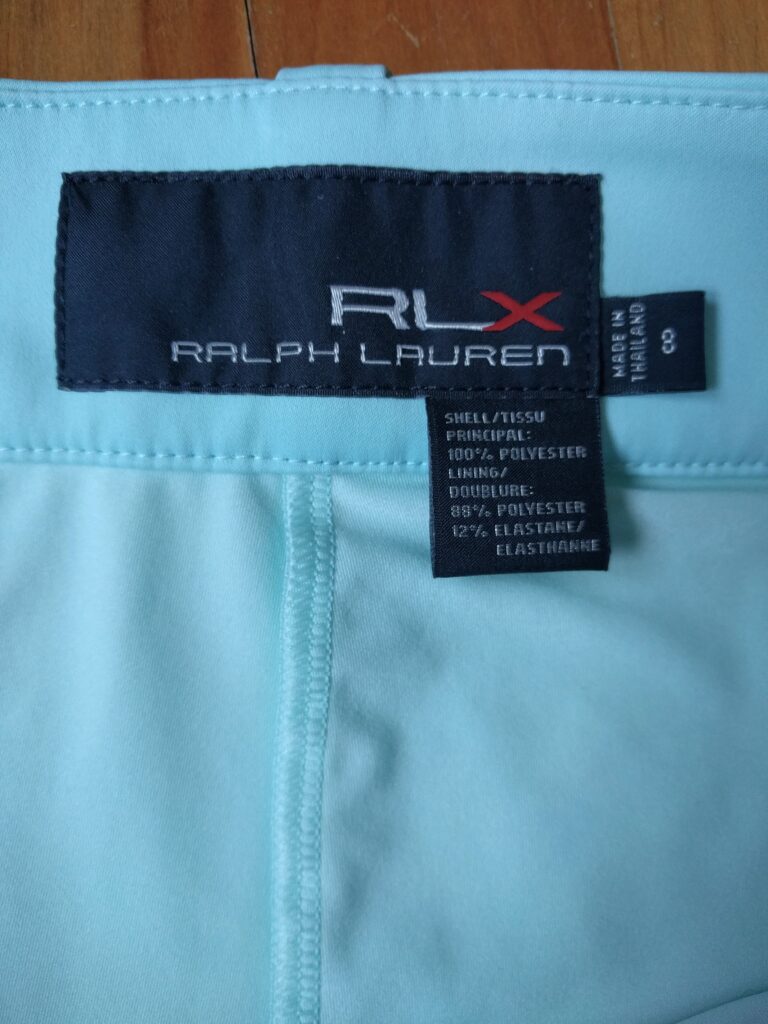 RLX
RALPH LAUREN
MADE IN
THAILAND
8
SHELL/TISSU
PRINCIPAL:
100% POLYESTER
LINING/
DOUBLURE:
88% POLYESTER
12% ELASTANE/
ELASTHANNE